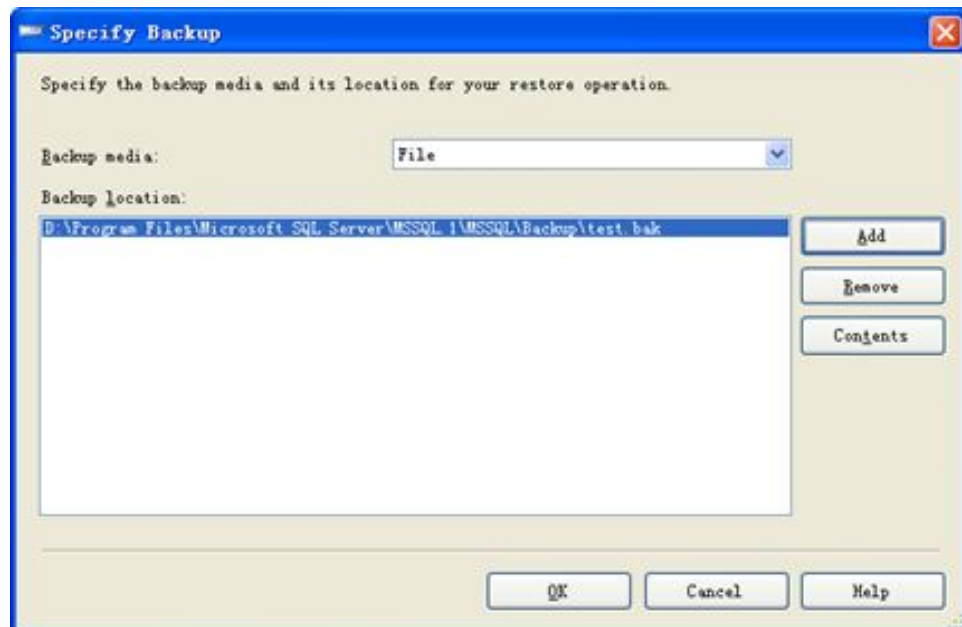 Specify Backup
Specify the backup media and its location for your restore operation.
Backup media: File
Backup location:
D:\Program Files\Microsoft SQL Server\MSSQL.1\MSSQL\Backup\test.bak
Add
Remove
Contents
OK Cancel Help